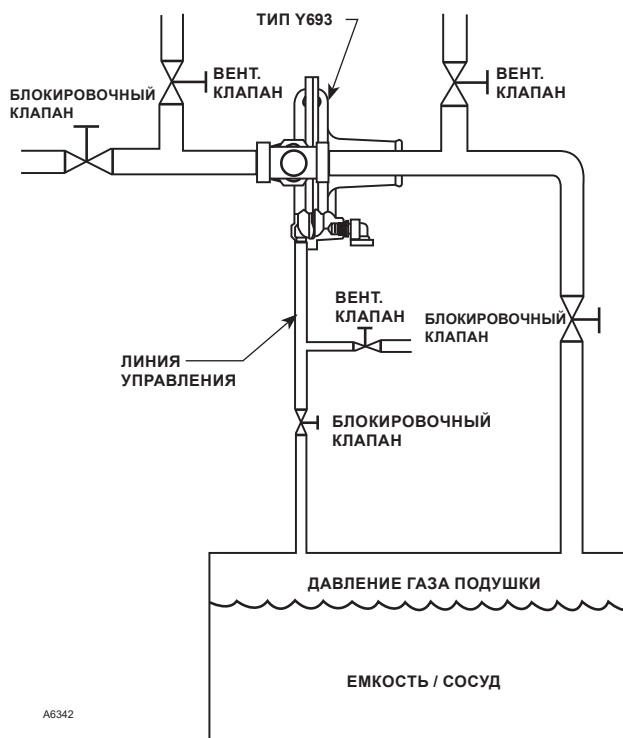 ТИП Y693
ВЕНТ.
КЛАПАН
БЛОКИРОВОЧНЫЙ
КЛАПАН
ВЕНТ.
КЛАПАН
ВЕНТ.
КЛАПАН
БЛОКИРОВОЧНЫЙ
КЛАПАН
ЛИНИЯ
УПРАВЛЕНИЯ
БЛОКИРОВОЧНЫЙ
КЛАПАН
ДАВЛЕНИЕ ГАЗА ПОДУШКИ
ЕМКОСТЬ / СОСУД
A6342